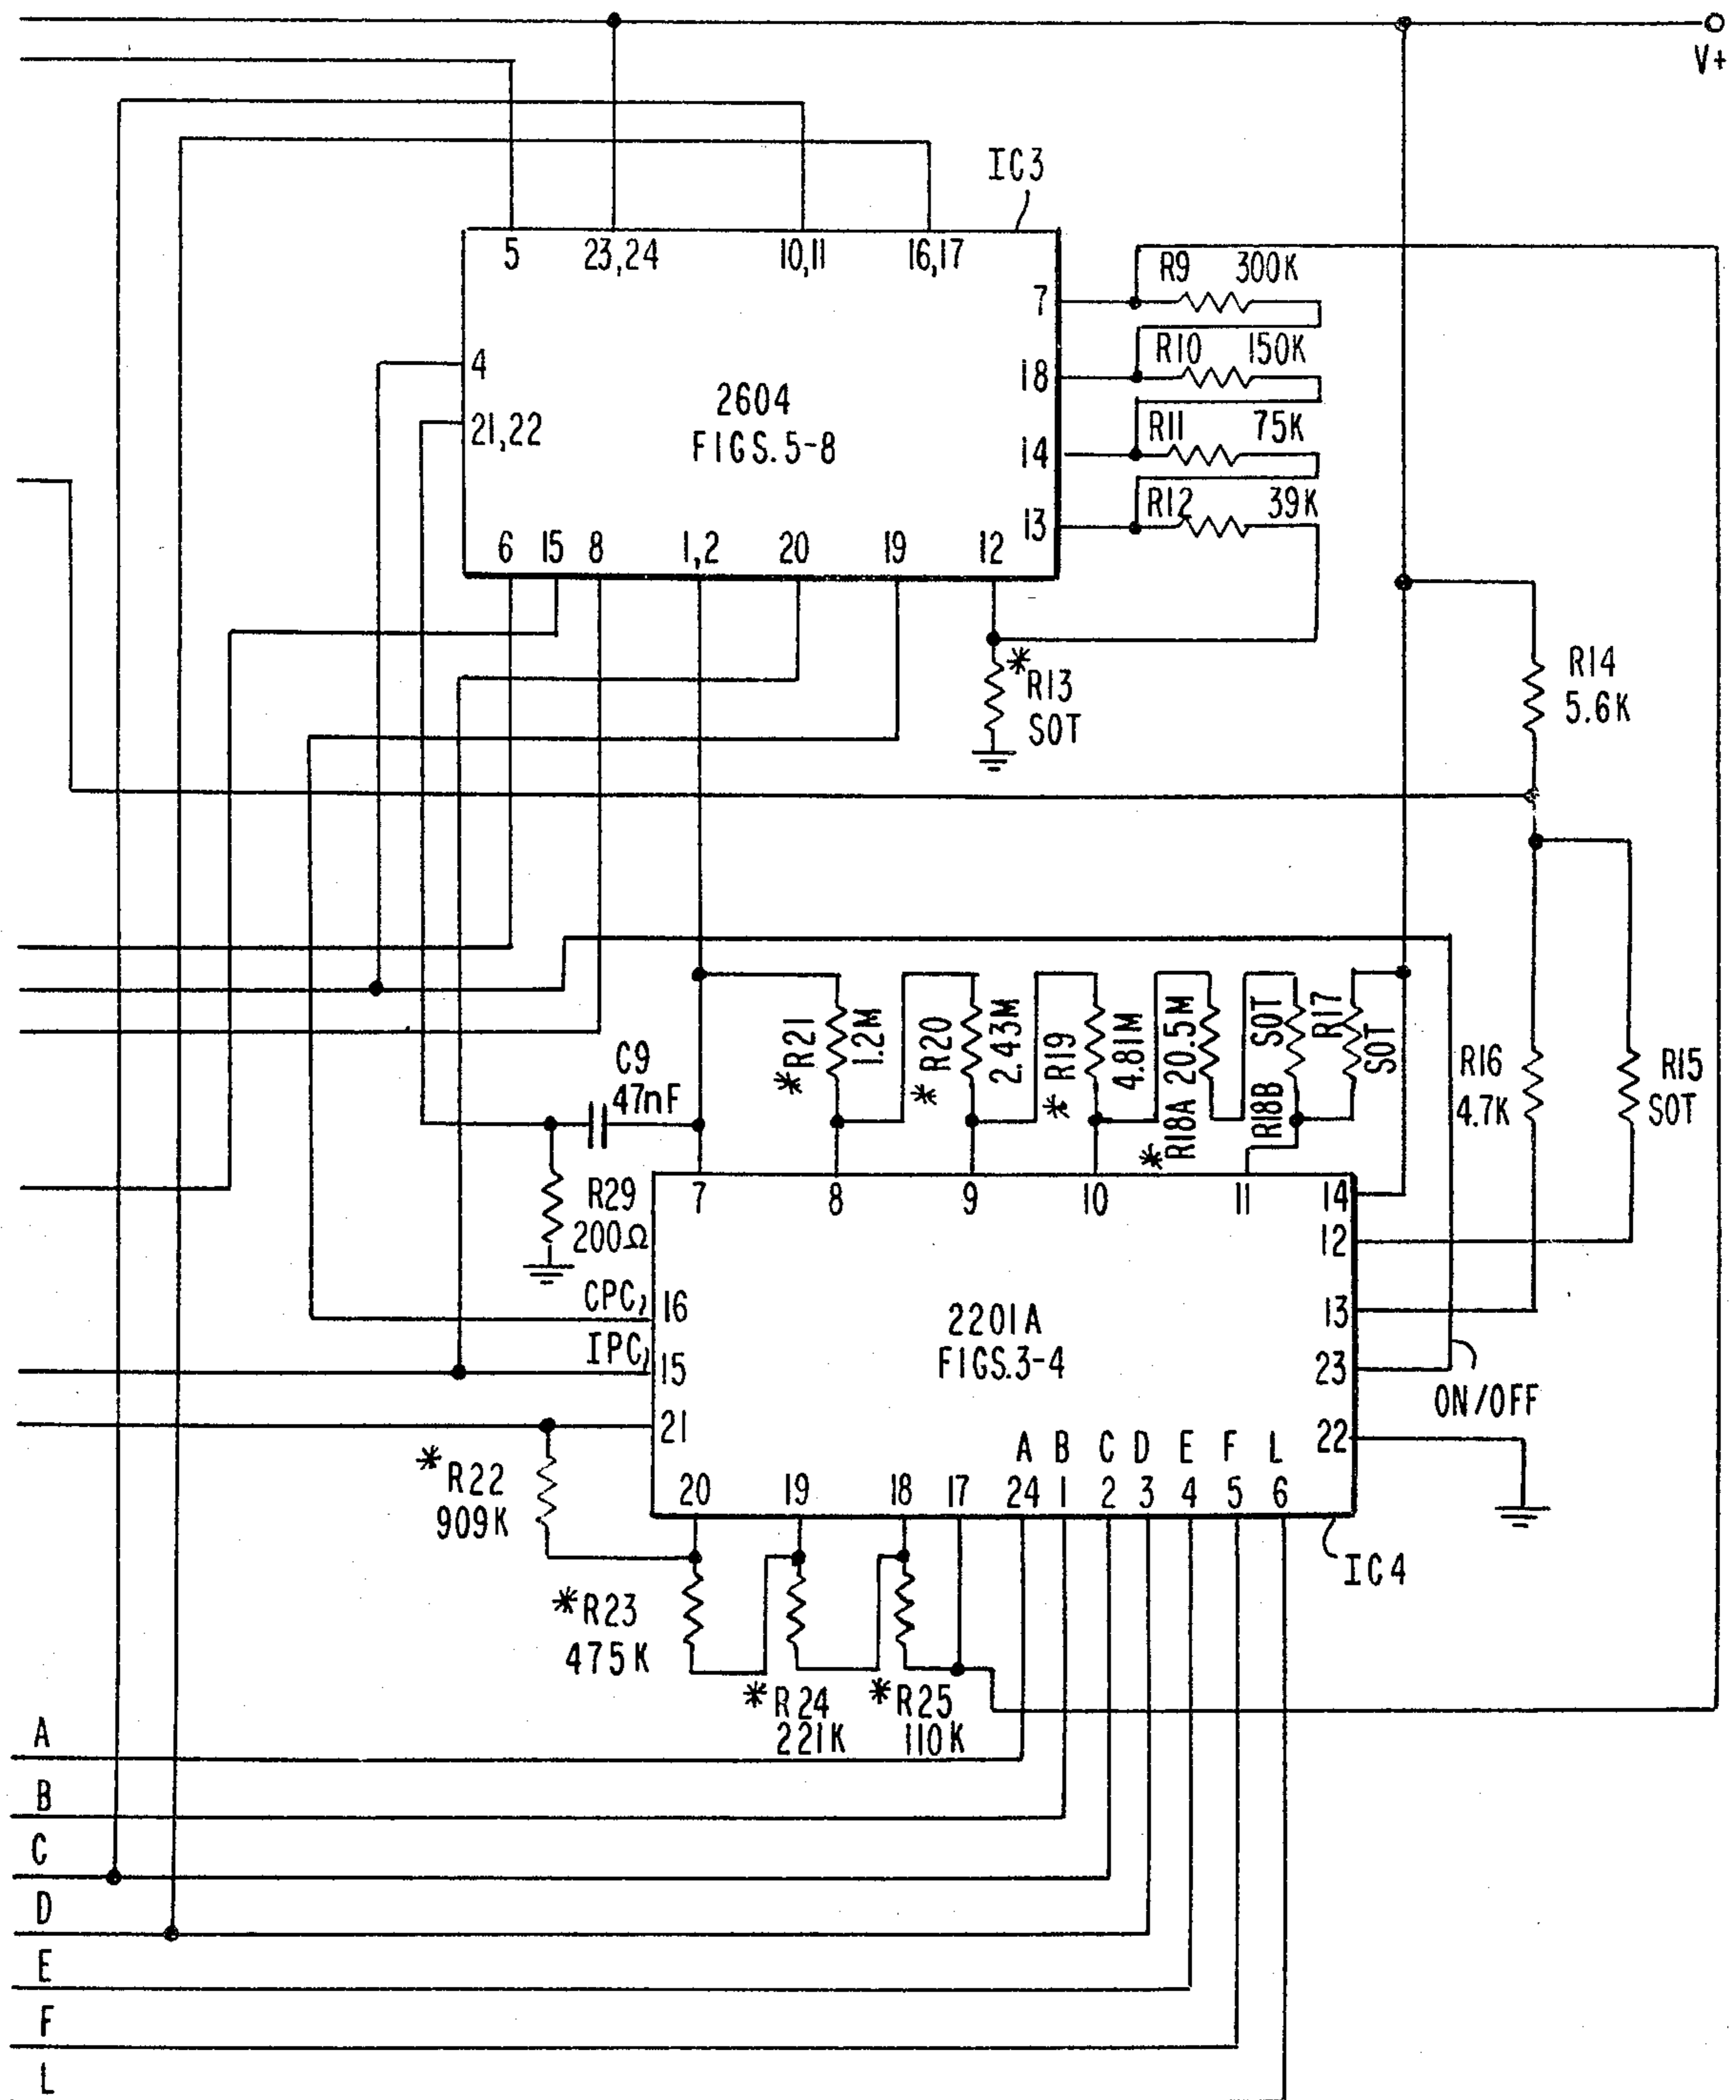 V+
IC3
5
23,24
10,11
16,17
7
R9 300K
18
R10 150K
4
21,22
2604
FIGS.5-8
14
R11 75K
13
R12 39K
6 15 8 1,2 20 19 12
*R13
SOT
R14
5.6K
*R21
1.2M
*R20
2.43M
*R19
4.81M
*R18A 20.5M
R18B SOT
R17
SOT
C9
47nF
R16
4.7K
R15
SOT
R29
200Ω
7 8 9 10 11 14
12
CPC, 16
IPC, 15
2201A
FIGS.3-4
13
23
ON/OFF
21
22
A B C D E F L
20 19 18 17 24 1 2 3 4 5 6
*R22
909K
IC4
*R23
475K
*R24
221K
*R25
110K
A
B
C
D
E
F
L